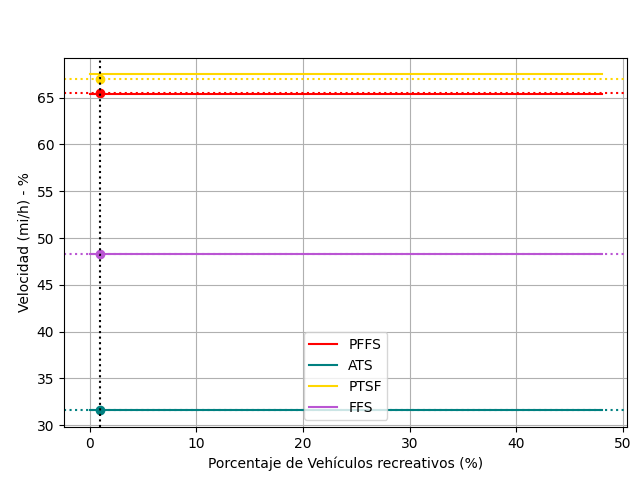 Velocidad (mi/h) - %
65
60
55
50
45
40
35
30
PFFS
ATS
PTSF
FFS
0 10 20 30 40 50
Porcentaje de Vehículos recreativos (%)